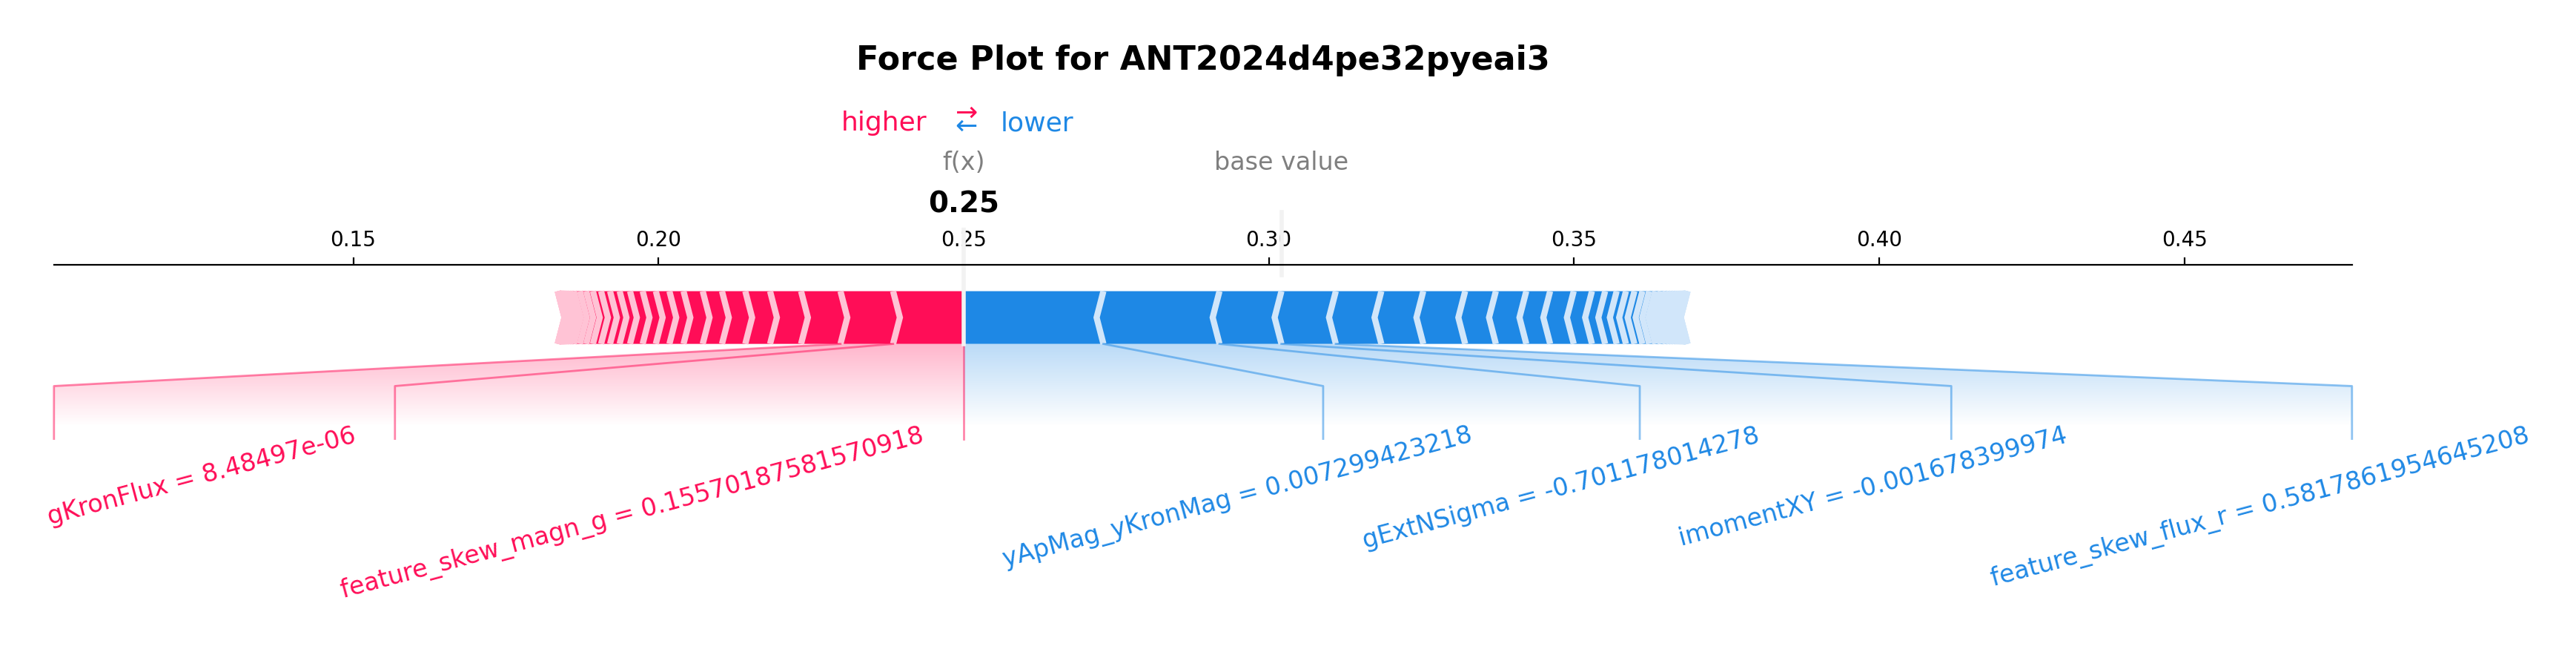 Force Plot for ANT2024d4pe32pyeai3
higher ⇄ lower
f(x) base value
0.25
0.15 0.20 0.25 0.30 0.35 0.40 0.45
gKronFlux = 8.48497e-06
feature_skew_magn_g = 0.15570187581570918
yApMag_yKronMag = 0.007299423218
gExtNSigma = -0.701178014278
imomentXY = -0.001678399974
feature_skew_flux_r = 0.5817861954645208